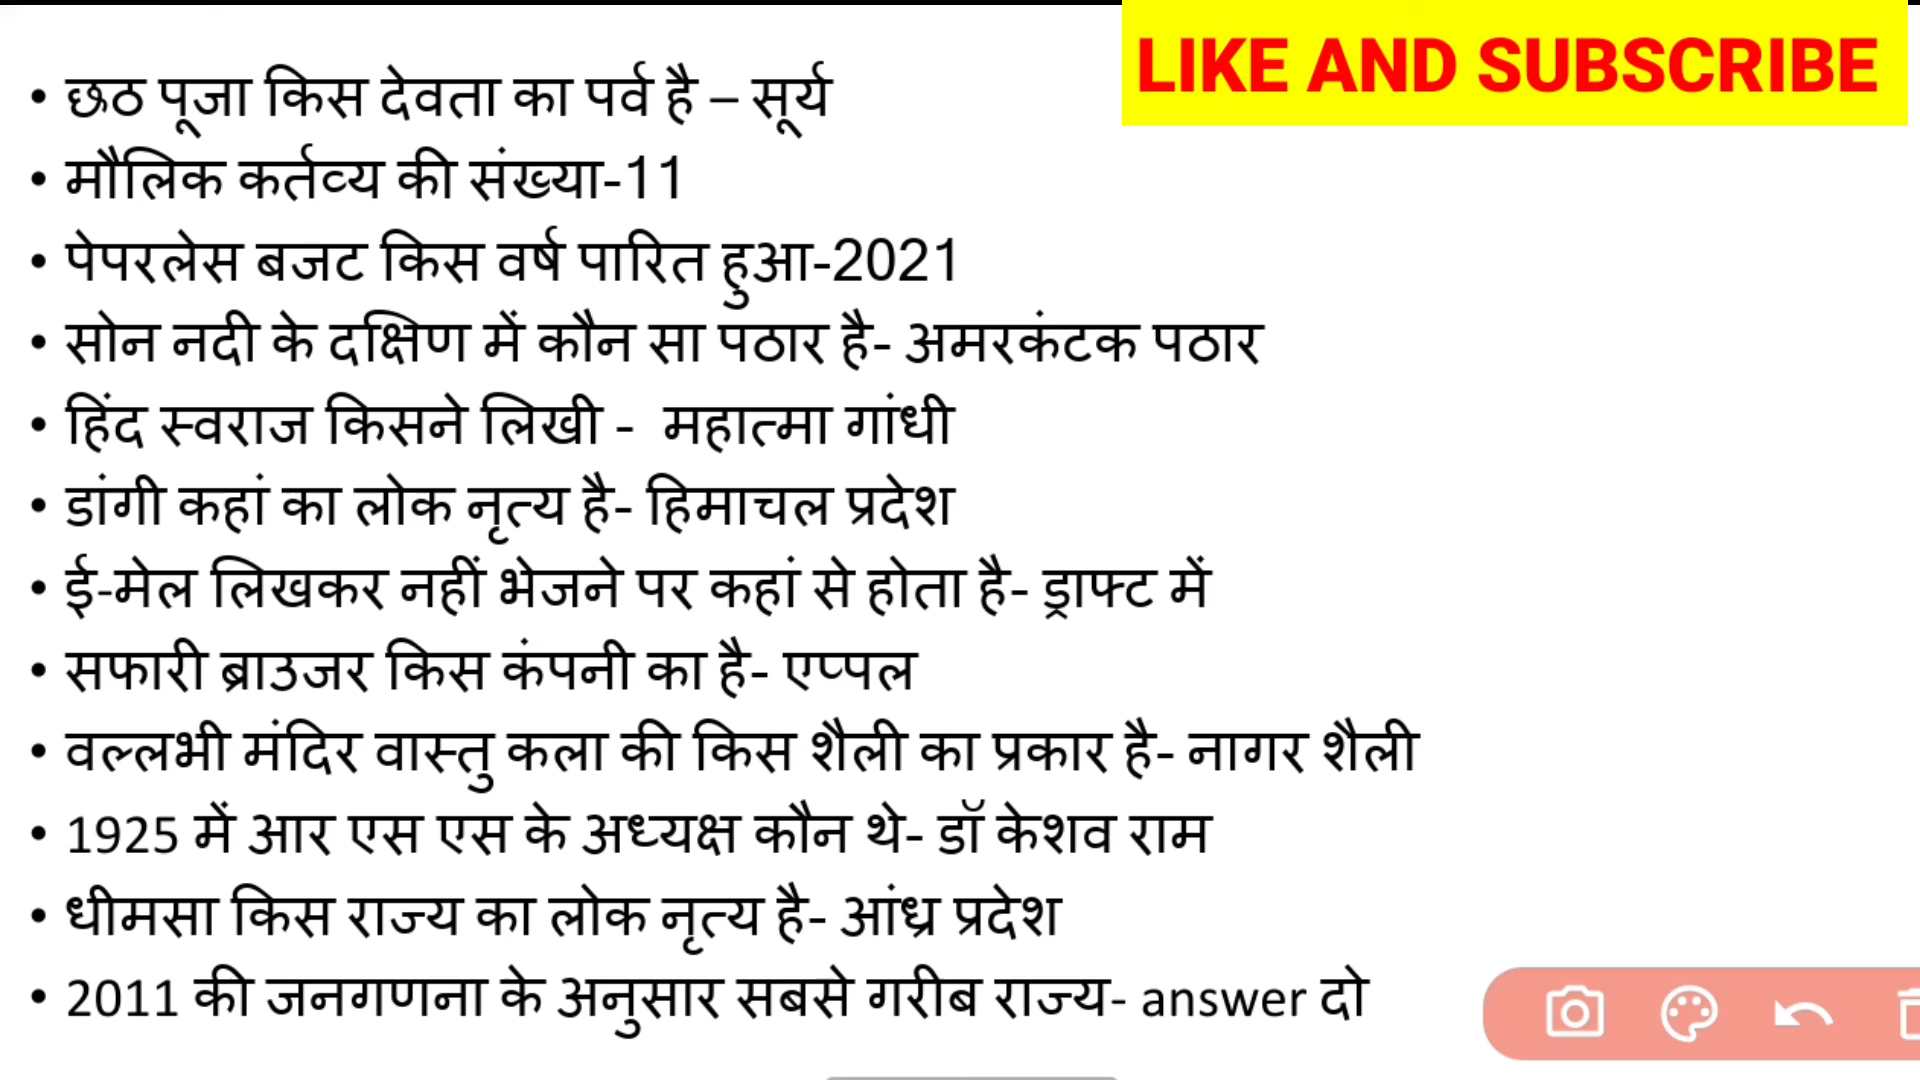 LIKE AND SUBSCRIBE
• छठ पूजा किस देवता का पर्व है – सूर्य
• मौलिक कर्तव्य की संख्या-11
• पेपरलेस बजट किस वर्ष पारित हुआ-2021
• सोन नदी के दक्षिण में कौन सा पठार है- अमरकंटक पठार
• हिंद स्वराज किसने लिखी - महात्मा गांधी
• डांगी कहां का लोक नृत्य है- हिमाचल प्रदेश
• ई-मेल लिखकर नहीं भेजने पर कहां से होता है- ड्राफ्ट में
• सफारी ब्राउजर किस कंपनी का है- एप्पल
• वल्लभी मंदिर वास्तु कला की किस शैली का प्रकार है- नागर शैली
• 1925 में आर एस एस के अध्यक्ष कौन थे- डॉ केशव राम
• धीमसा किस राज्य का लोक नृत्य है- आंध्र प्रदेश
• 2011 की जनगणना के अनुसार सबसे गरीब राज्य- answer दो